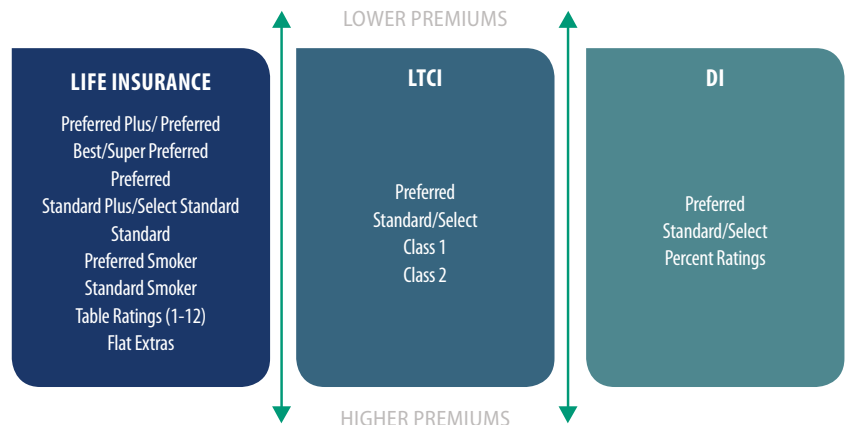 LOWER PREMIUMS
LIFE INSURANCE
Preferred Plus/ Preferred
Best/Super Preferred
Preferred
Standard Plus/Select Standard
Standard
Preferred Smoker
Standard Smoker
Table Ratings (1-12)
Flat Extras
LTCI
Preferred
Standard/Select
Class 1
Class 2
DI
Preferred
Standard/Select
Percent Ratings
HIGHER PREMIUMS